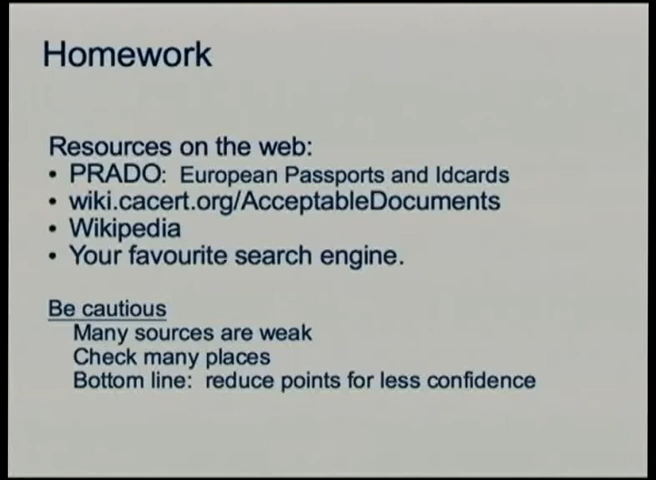 Homework
Resources on the web:
• PRADO: European Passports and Idcards
• wiki.cacert.org/AcceptableDocuments
• Wikipedia
• Your favourite search engine.
Be cautious
Many sources are weak
Check many places
Bottom line: reduce points for less confidence